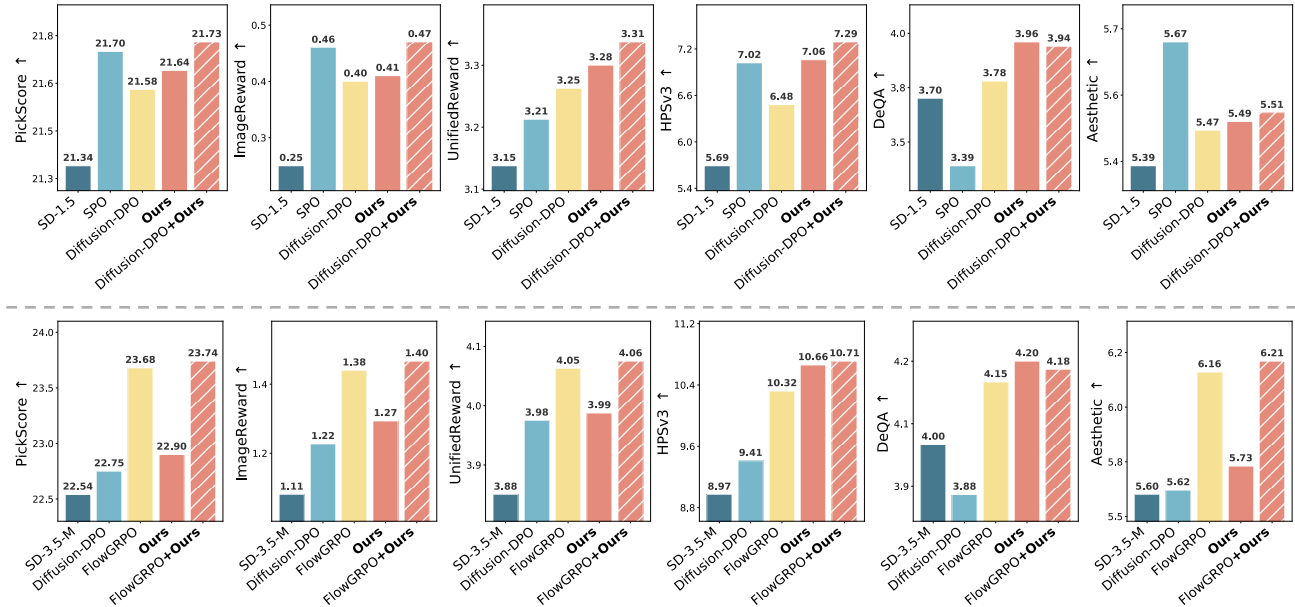 PickScore ↑
21.8
21.6
21.5
21.3
21.34
21.70
21.58
21.64
21.73
SD-1.5
SPO
Diffusion-DPO
Ours
Diffusion-DPO+Ours
ImageReward ↑
0.5
0.4
0.3
0.25
0.46
0.40
0.41
0.47
SD-1.5
SPO
Diffusion-DPO
Ours
Diffusion-DPO+Ours
UnifiedReward ↑
3.3
3.2
3.1
3.15
3.21
3.25
3.28
3.31
SD-1.5
SPO
Diffusion-DPO
Ours
Diffusion-DPO+Ours
HPSv3 ↑
7.2
6.6
6.0
5.4
5.69
7.02
6.48
7.06
7.29
SD-1.5
SPO
Diffusion-DPO
Ours
Diffusion-DPO+Ours
DeQA ↑
4.0
3.8
3.5
3.70
3.39
3.78
3.96
3.94
SD-1.5
SPO
Diffusion-DPO
Ours
Diffusion-DPO+Ours
Aesthetic ↑
5.7
5.6
5.4
5.39
5.67
5.47
5.49
5.51
SD-1.5
SPO
Diffusion-DPO
Ours
Diffusion-DPO+Ours
PickScore ↑
24.0
23.5
23.0
22.5
22.54
22.75
23.68
22.90
23.74
SD-3.5-M
Diffusion-DPO
FlowGRPO
Ours
FlowGRPO+Ours
ImageReward ↑
1.4
1.2
1.11
1.22
1.38
1.27
1.40
SD-3.5-M
Diffusion-DPO
FlowGRPO
Ours
FlowGRPO+Ours
UnifiedReward ↑
4.1
4.0
3.9
3.88
3.98
4.05
3.99
4.06
SD-3.5-M
Diffusion-DPO
FlowGRPO
Ours
FlowGRPO+Ours
HPSv3 ↑
11.2
10.4
9.6
8.8
8.97
9.41
10.32
10.66
10.71
SD-3.5-M
Diffusion-DPO
FlowGRPO
Ours
FlowGRPO+Ours
DeQA ↑
4.2
4.1
3.9
4.00
3.88
4.15
4.20
4.18
SD-3.5-M
Diffusion-DPO
FlowGRPO
Ours
FlowGRPO+Ours
Aesthetic ↑
6.2
6.0
5.8
5.5
5.60
5.62
6.16
5.73
6.21
SD-3.5-M
Diffusion-DPO
FlowGRPO
Ours
FlowGRPO+Ours